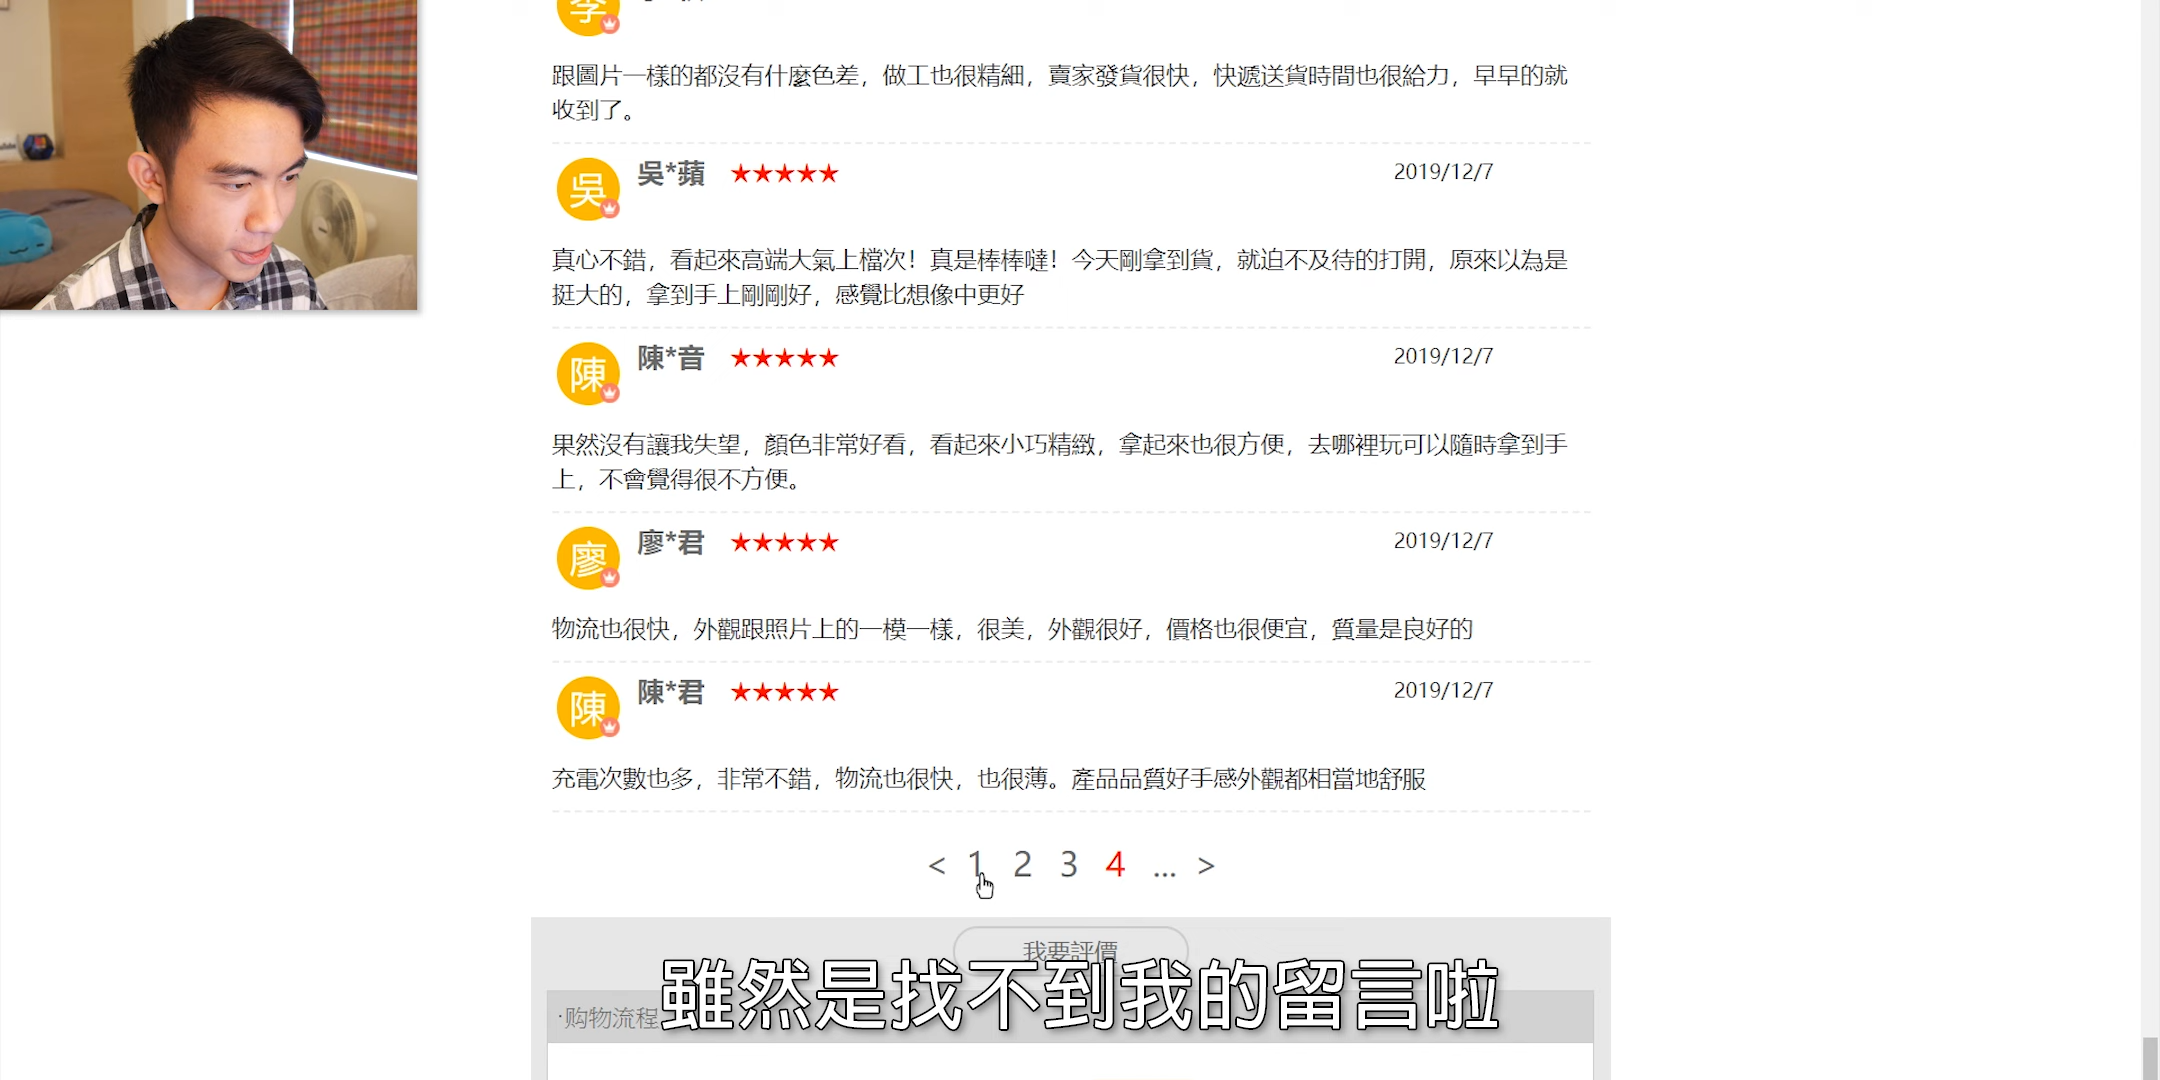 李
跟圖片一樣的都沒有什麼色差，做工也很精細，賣家發貨很快，快遞送貨時間也很給力，早早的就
收到了。
吳 吳*蘋 ★★★★★ 2019/12/7
真心不錯，看起來高端大氣上檔次！真是棒棒噠！今天剛拿到貨，就迫不及待的打開，原來以為是
挺大的，拿到手上剛剛好，感覺比想像中更好
陳 陳*音 ★★★★★ 2019/12/7
果然沒有讓我失望，顏色非常好看，看起來小巧精緻，拿起來也很方便，去哪裡玩可以隨時拿到手
上，不會覺得很不方便。
廖 廖*君 ★★★★★ 2019/12/7
物流也很快，外觀跟照片上的一模一樣，很美，外觀很好，價格也很便宜，質量是良好的
陳 陳*君 ★★★★★ 2019/12/7
充電次數也多，非常不錯，物流也很快，也很薄。產品品質好手感外觀都相當地舒服
< 1 2 3 4 ... >
我要評價
·购物流程
雖然是找不到我的留言啦